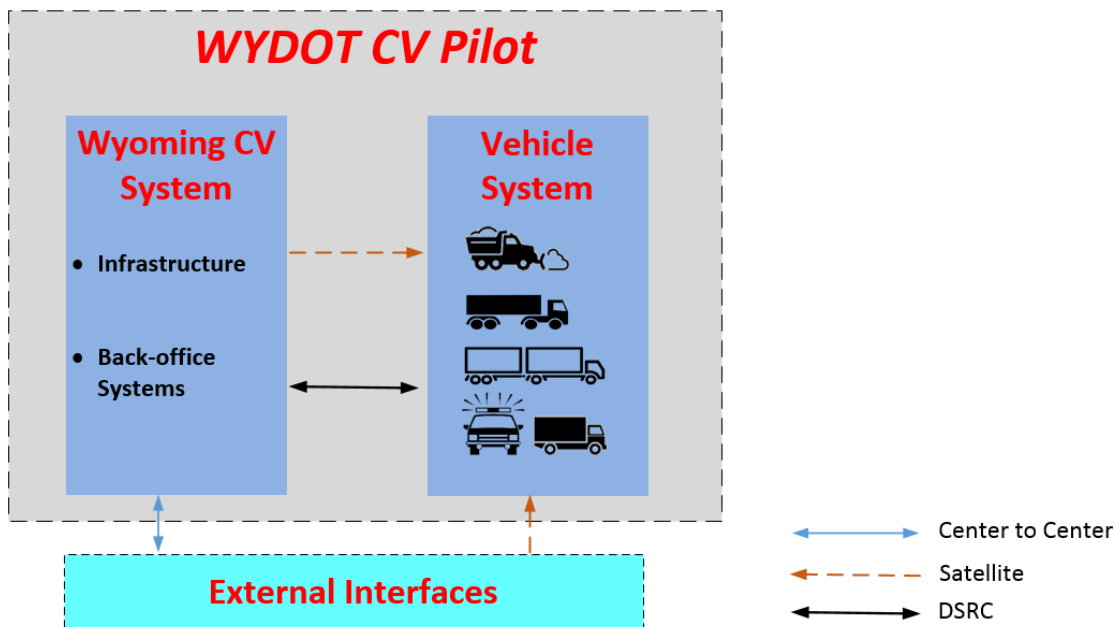 WYDOT CV Pilot
Wyoming CV
System
• Infrastructure
• Back-office
Systems
Vehicle
System
External Interfaces
Center to Center
Satellite
DSRC